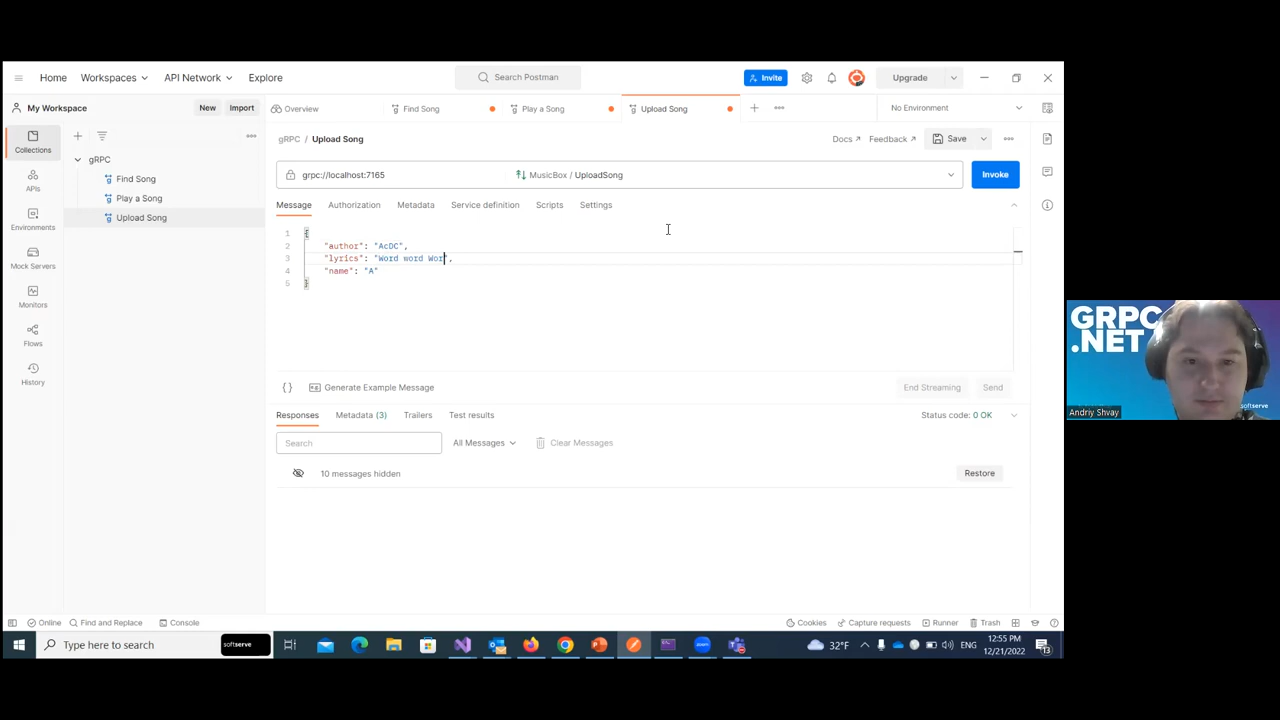 Home Workspaces API Network Explore Search Postman Invite Upgrade
My Workspace New Import Overview Find Song Play a Song Upload Song No Environment
Collections
gRPC
Find Song
Play a Song
Upload Song
APIs
Environments
Mock Servers
Monitors
Flows
History
gRPC / Upload Song Docs Feedback Save
grpc://localhost:7165 MusicBox / UploadSong Invoke
Message Authorization Metadata Service definition Scripts Settings
1 {
2 "author": "AcDC",
3 "lyrics": "Word word Wor",
4 "name": "A"
5 }
{} Generate Example Message End Streaming Send
Responses Metadata (3) Trailers Test results Status code: 0 OK
Search All Messages Clear Messages
10 messages hidden Restore
Online Find and Replace Console Cookies Capture requests Runner Trash
Type here to search softserve 32°F ENG 12:55 PM
12/21/2022
13
GRPC
.NET
softserve
Andriy Shvay